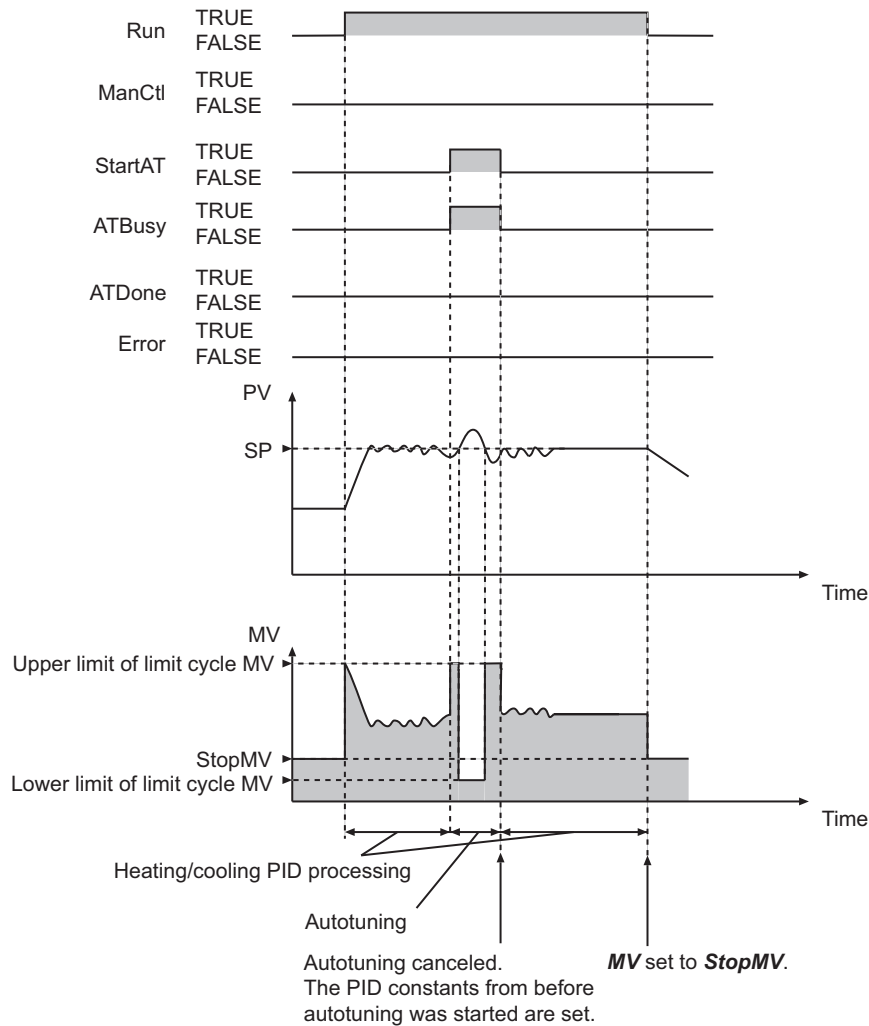 Run
TRUE
FALSE
ManCtl
TRUE
FALSE
StartAT
TRUE
FALSE
ATBusy
TRUE
FALSE
ATDone
TRUE
FALSE
Error
TRUE
FALSE
PV
SP
Time
MV
Upper limit of limit cycle MV
StopMV
Lower limit of limit cycle MV
Time
Heating/cooling PID processing
Autotuning
Autotuning canceled.
The PID constants from before
autotuning was started are set.
MV set to StopMV.